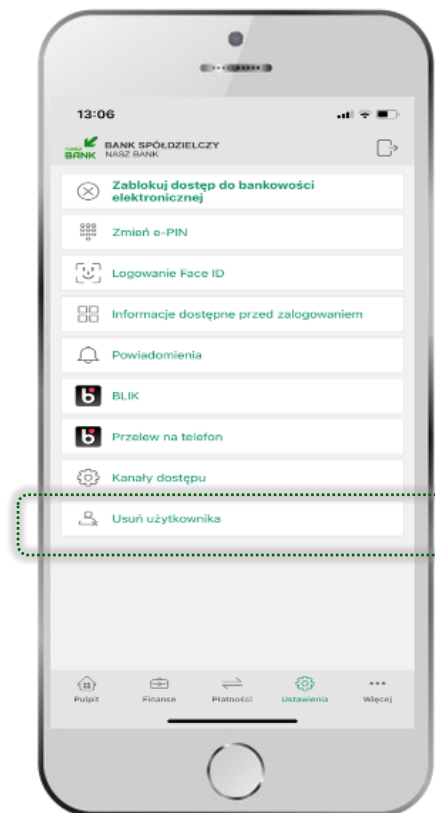 13:06
nasz BANK
BANK SPÓŁDZIELCZY
NASZ BANK
Zablokuj dostęp do bankowości
elektronicznej
Zmień e-PIN
Logowanie Face ID
Informacje dostępne przed zalogowaniem
Powiadomienia
BLIK
Przelew na telefon
Kanały dostępu
Usuń użytkownika
Pulpit Finanse Płatności Ustawienia Więcej